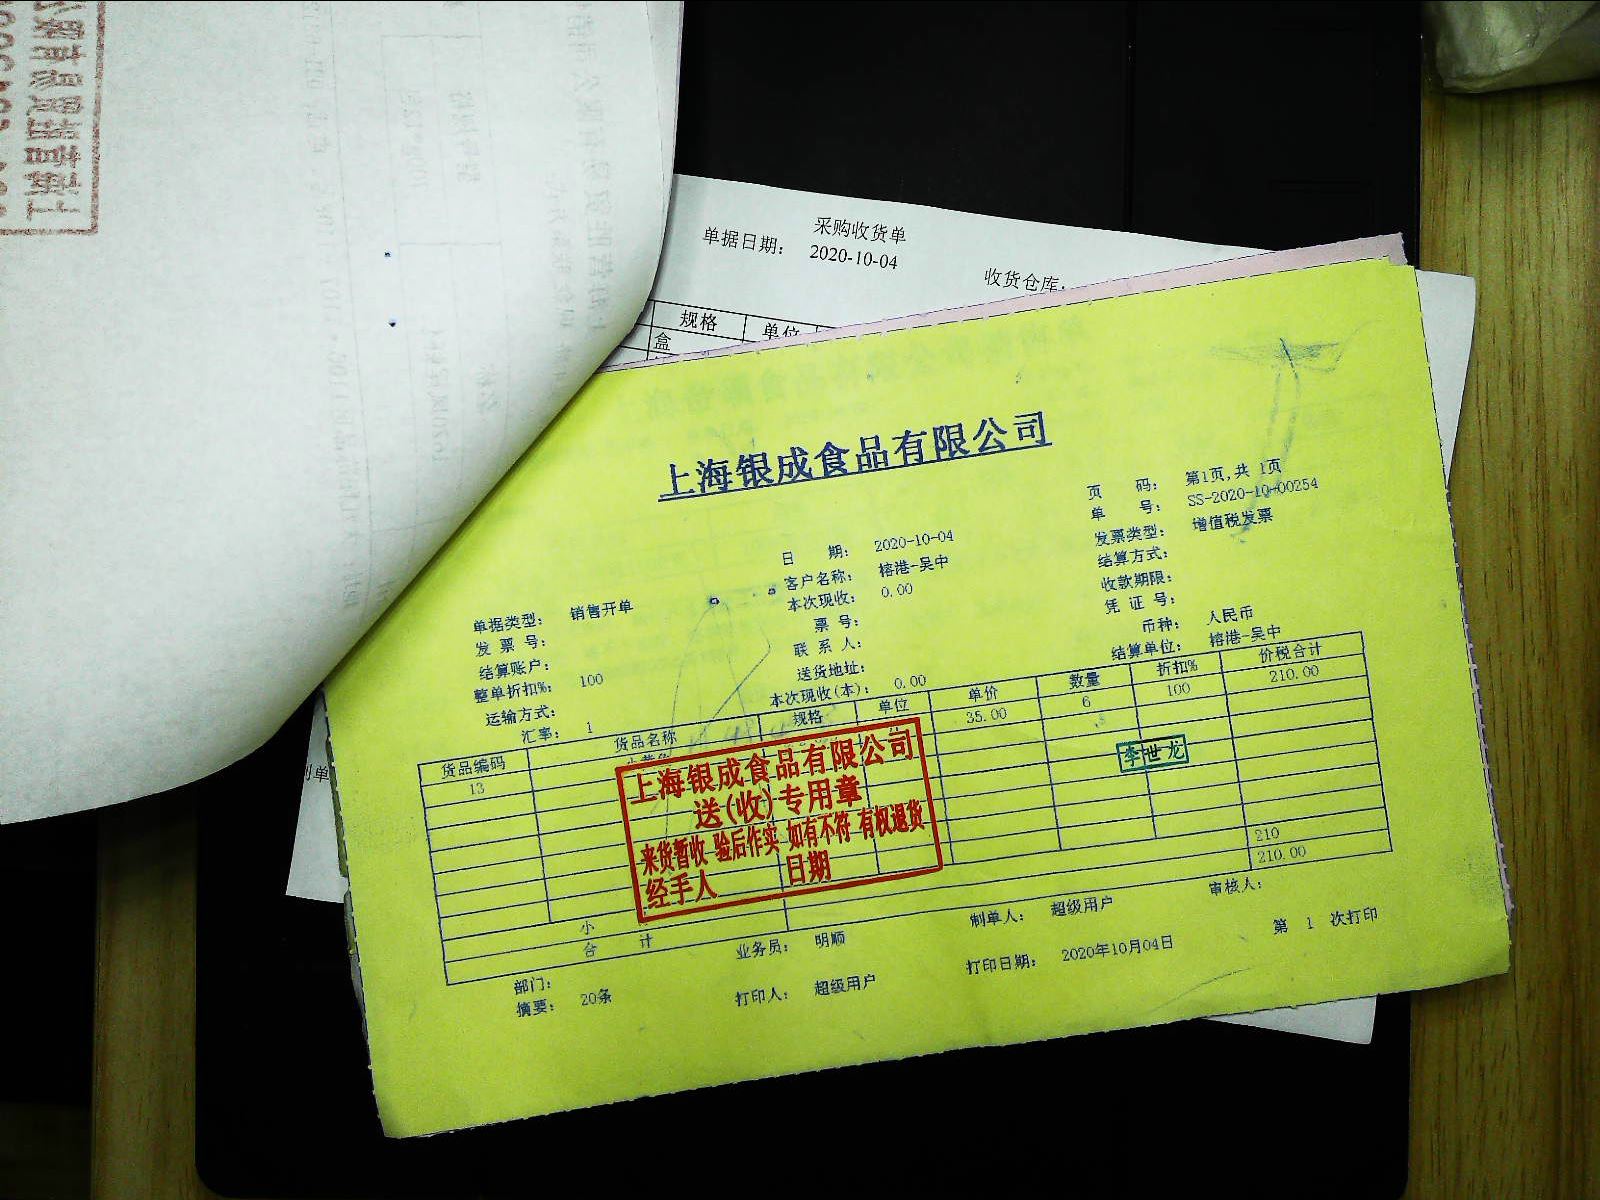 采购收货单
单据日期: 2020-10-04
收货仓库:
规格 单位
盒
上海银成食品有限公司
页 码: 第1页,共 1页
单 号: SS-2020-10-00254
日 期: 2020-10-04 发票类型: 增值税发票
客户名称: 榕港-吴中 结算方式:
单据类型: 销售开单 本次现收: 0.00 收款期限:
发 票 号: 票 号: 凭 证 号:
结算账户: 联 系 人: 币种: 人民币
整单折扣%: 100 送货地址: 结算单位: 榕港-吴中
运输方式: 本次现收(本): 0.00
汇率: 1
货品编码 货品名称 规格 单位 单价 数量 折扣% 价税合计
13 35.00 6 100 210.00
李世龙
上海银成食品有限公司
送(收)专用章
来货暂收 验后作实 如有不符 有权退货
经手人 日期
小 210
合 计 210.00
部门: 业务员: 明顺 制单人: 超级用户 审核人:
摘要: 20条 打印人: 超级用户 打印日期: 2020年10月04日 第 1 次打印
制单